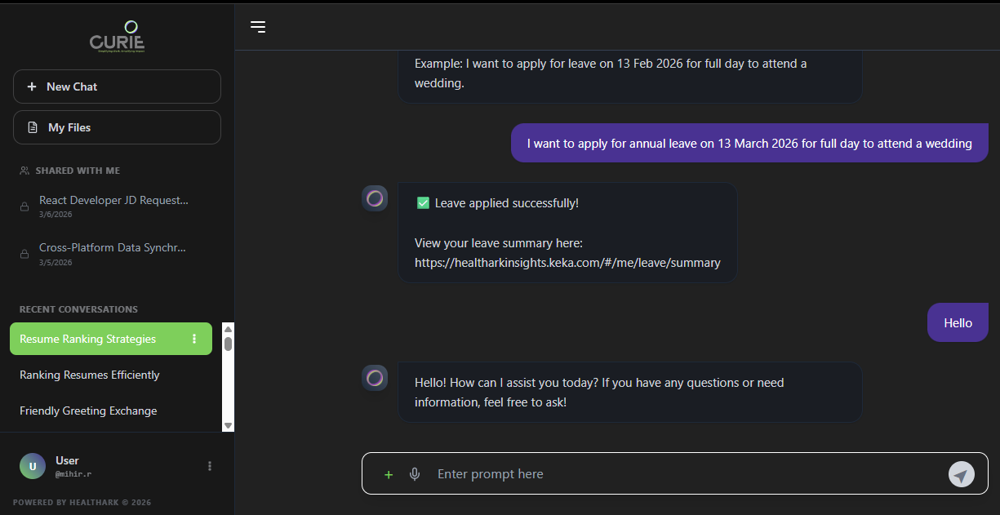 CURIE
New Chat
My Files
SHARED WITH ME
React Developer JD Request...
3/6/2026
Cross-Platform Data Synchr...
3/5/2026
RECENT CONVERSATIONS
Resume Ranking Strategies
Ranking Resumes Efficiently
Friendly Greeting Exchange
U
User
@mihir.r
POWERED BY HEALTHARK © 2026
Example: I want to apply for leave on 13 Feb 2026 for full day to attend a
wedding.
I want to apply for annual leave on 13 March 2026 for full day to attend a wedding
✅ Leave applied successfully!
View your leave summary here:
https://healtharkinsights.keka.com/#/me/leave/summary
Hello
Hello! How can I assist you today? If you have any questions or need
information, feel free to ask!
Enter prompt here